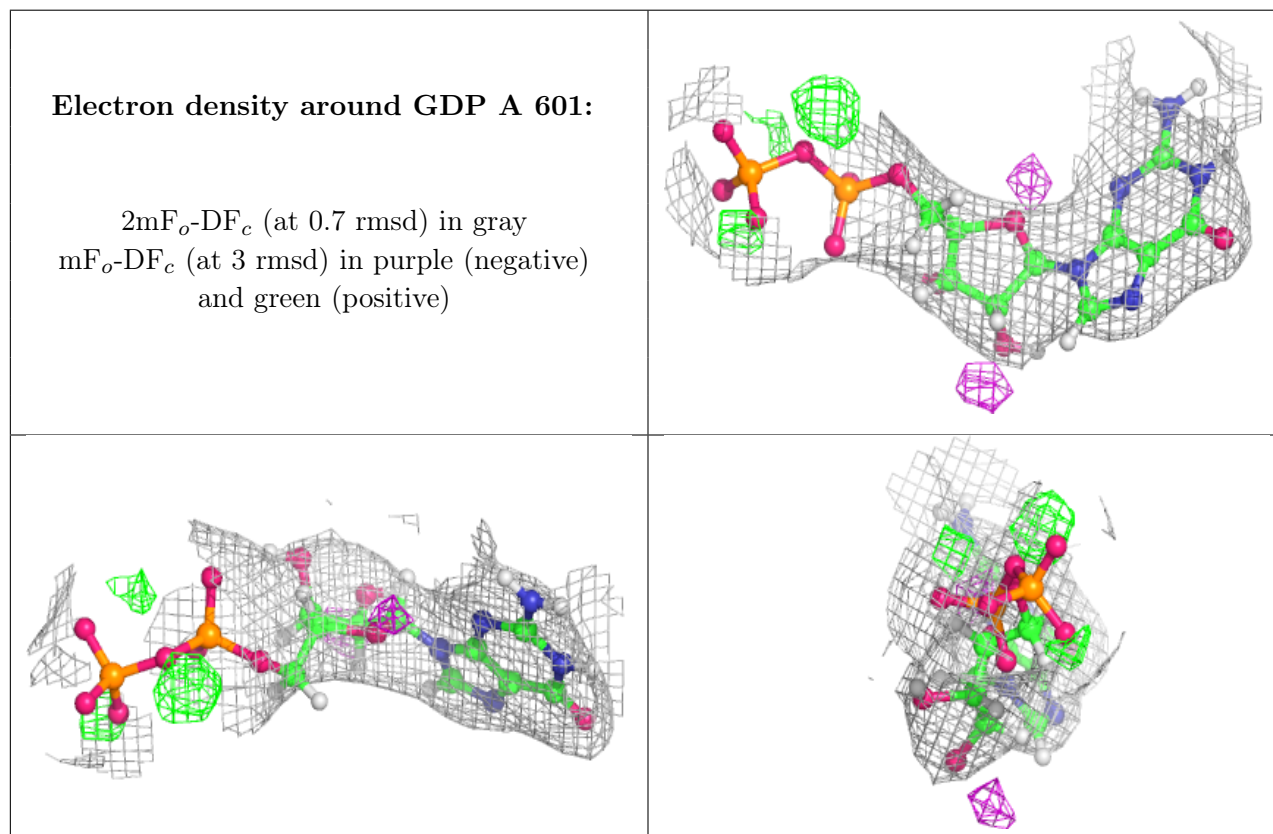 Electron density around GDP A 601:
2mFo-DFc (at 0.7 rmsd) in gray
mFo-DFc (at 3 rmsd) in purple (negative)
and green (positive)